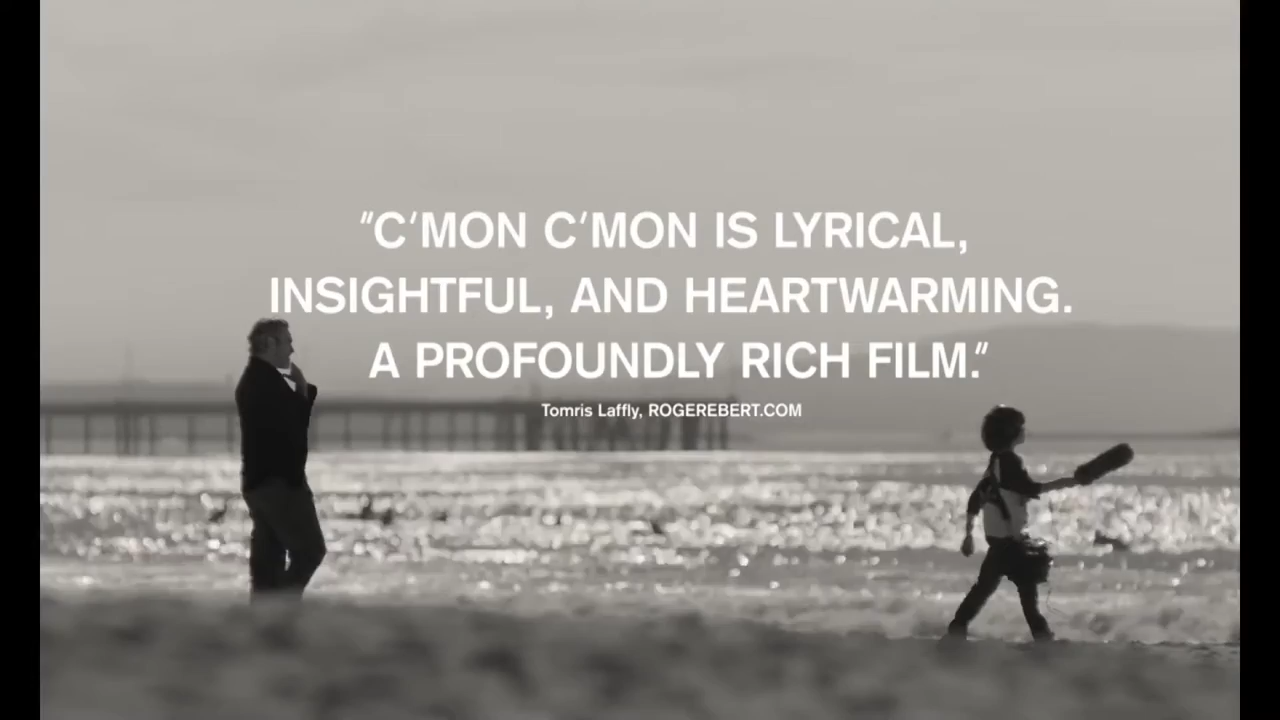 "C'MON C'MON IS LYRICAL,
INSIGHTFUL, AND HEARTWARMING.
A PROFOUNDLY RICH FILM."
Tomris Laffly, ROGEREBERT.COM